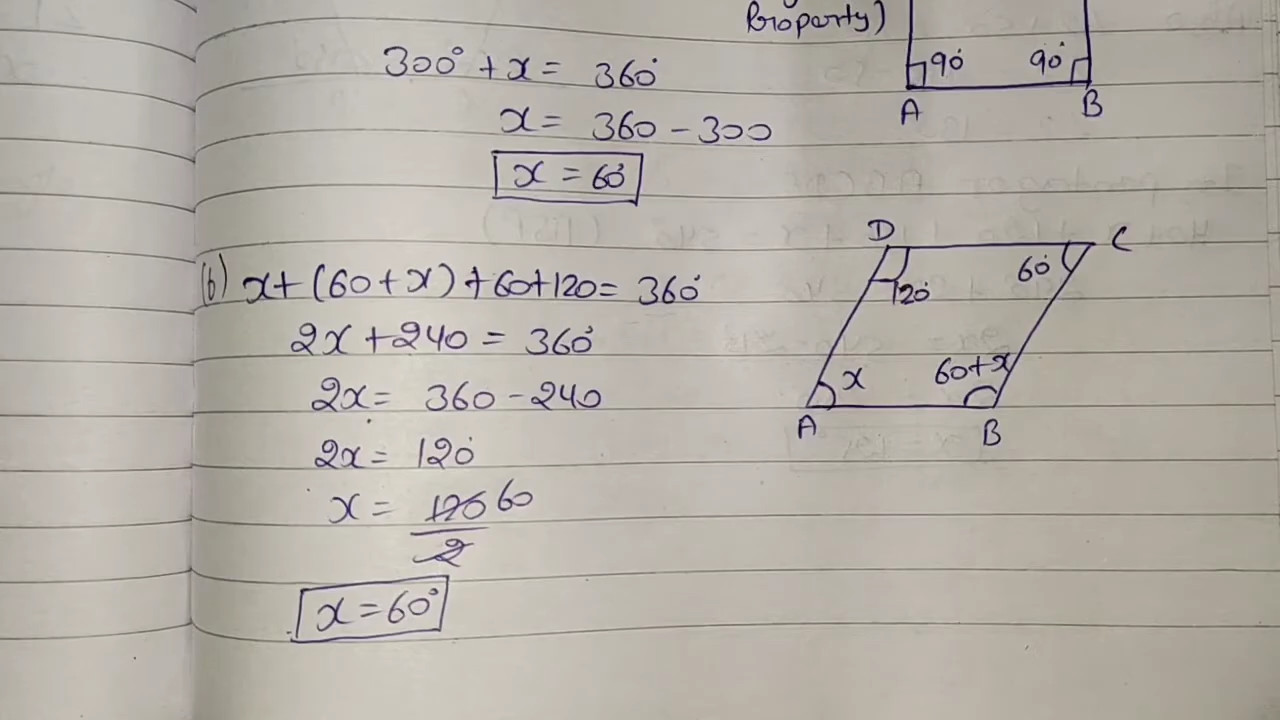 Property)
300° + x = 360°
x = 360 - 300
x = 60°
90° 90°
A B
(b) x + (60 + x) + 60 + 120 = 360°
2x + 240 = 360°
2x = 360 - 240
2x = 120°
x = 120 60
2
x = 60°
D C
120° 60°
x 60+x
A B